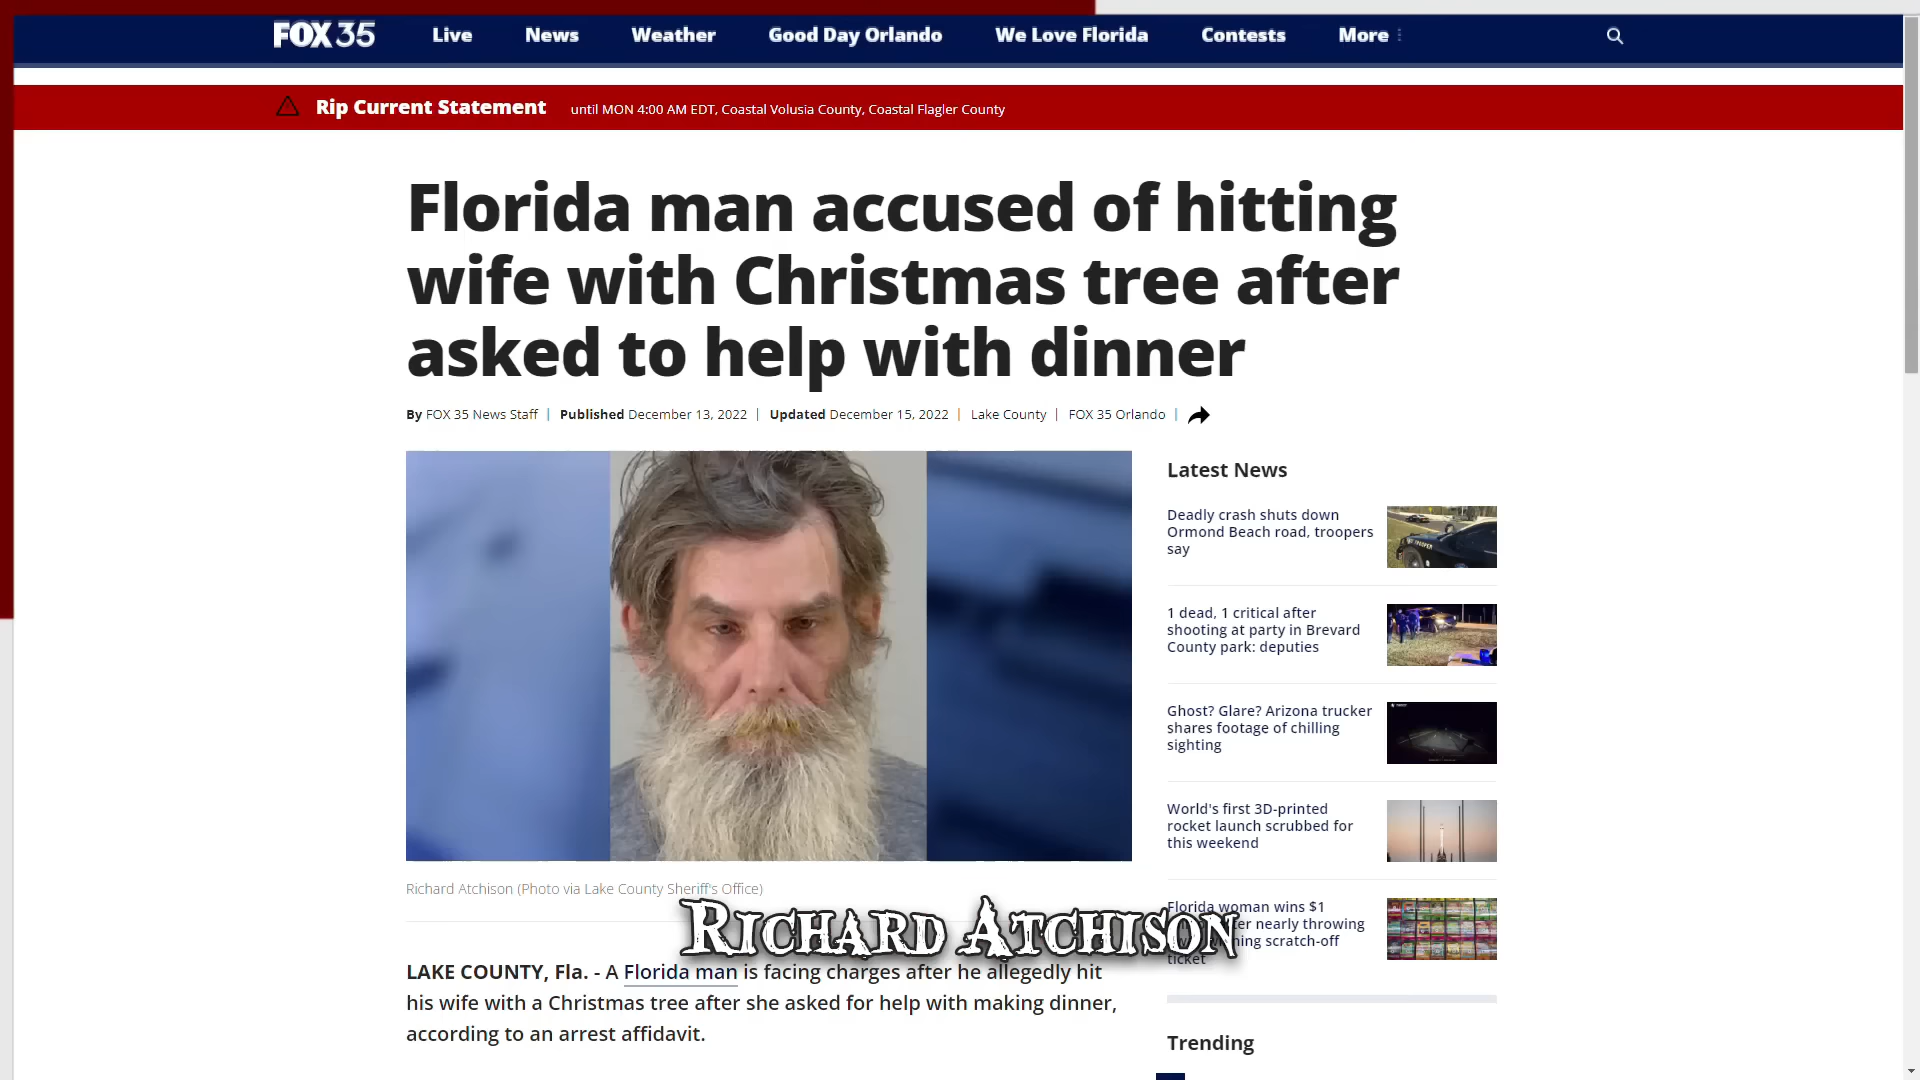 FOX 35
Live
News
Weather
Good Day Orlando
We Love Florida
Contests
More
Rip Current Statement
until MON 4:00 AM EDT, Coastal Volusia County, Coastal Flagler County
Florida man accused of hitting
wife with Christmas tree after
asked to help with dinner
By FOX 35 News Staff | Published December 13, 2022 | Updated December 15, 2022 | Lake County | FOX 35 Orlando |
Richard Atchison (Photo via Lake County Sheriff's Office)
Richard Atchison
LAKE COUNTY, Fla. - A Florida man is facing charges after he allegedly hit
his wife with a Christmas tree after she asked for help with making dinner,
according to an arrest affidavit.
Latest News
Deadly crash shuts down
Ormond Beach road, troopers
say
TROOPER
1 dead, 1 critical after
shooting at party in Brevard
County park: deputies
Ghost? Glare? Arizona trucker
shares footage of chilling
sighting
World's first 3D-printed
rocket launch scrubbed for
this weekend
Florida woman wins $1
nearly throwing
scratch-off
ticket
Trending